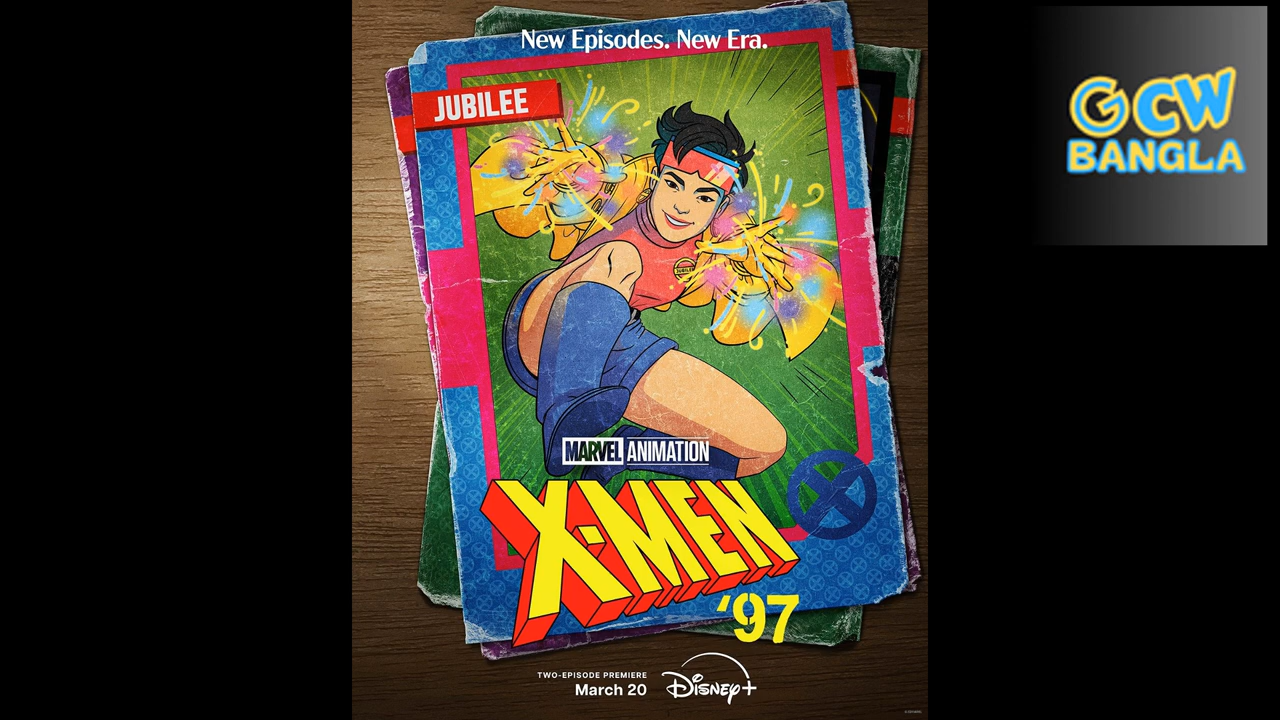 New Episodes. New Era.
JUBILEE
JUBILEE
MARVEL ANIMATION
X-MEN
'97
TWO-EPISODE PREMIERE
March 20
Disney+
GCW
BANGLA